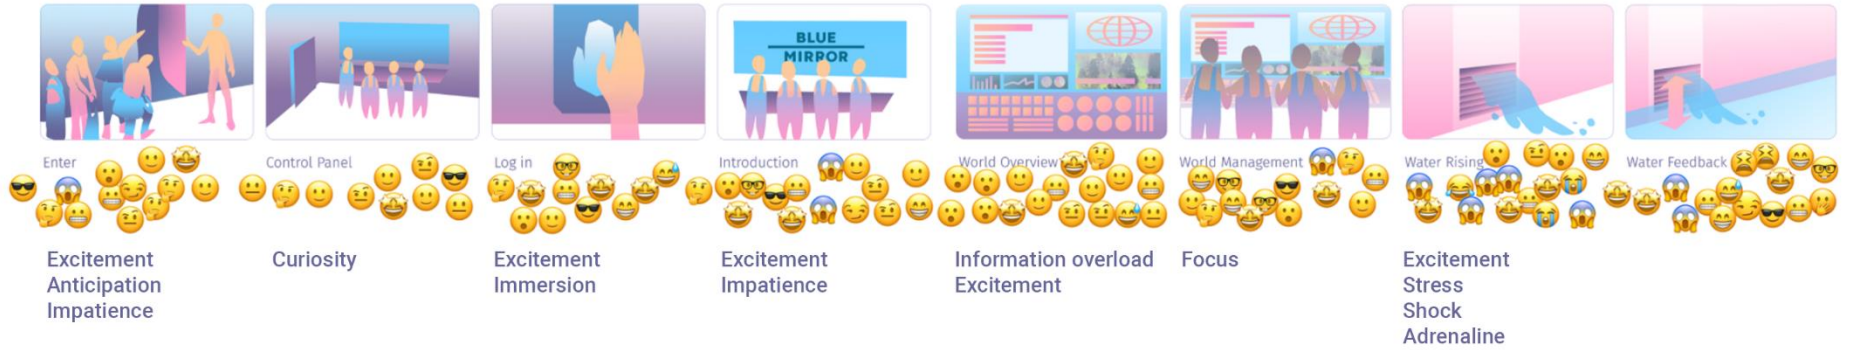 BLUE
MIRROR
Enter
Control Panel
Log in
Introduction
World Overview
World Management
Water Rising
Water Feedback
Excitement
Anticipation
Impatience
Curiosity
Excitement
Immersion
Excitement
Impatience
Information overload
Excitement
Focus
Excitement
Stress
Shock
Adrenaline